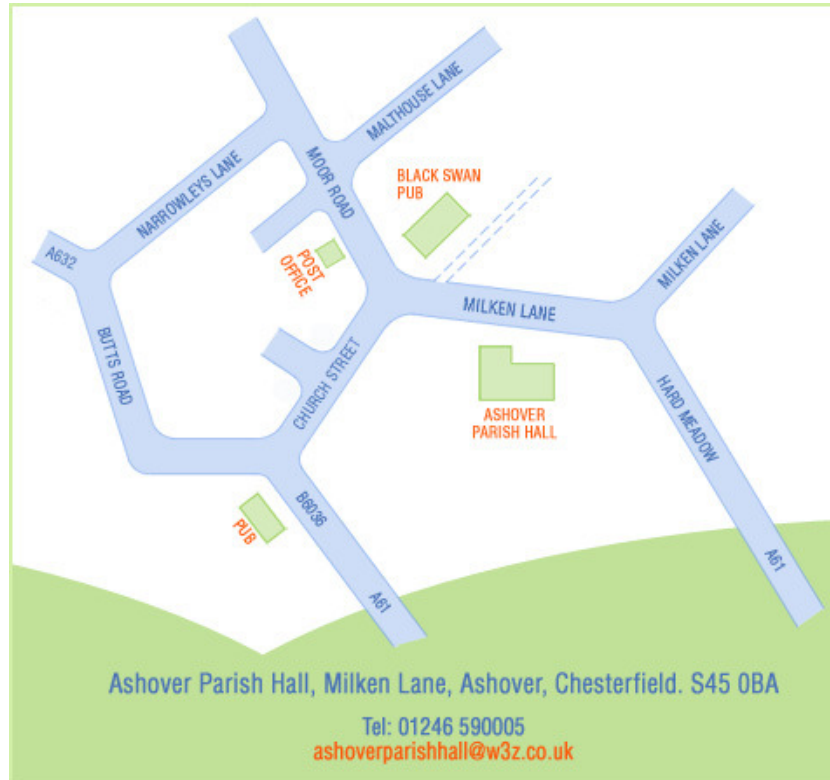 MALTHOUSE LANE
MOOR ROAD
NARROWLEYS LANE
BLACK SWAN
PUB
A632
POST
OFFICE
MILKEN LANE
MILKEN LANE
BUTTS ROAD
CHURCH STREET
HARD MEADOW
ASHOVER
PARISH HALL
B6036
PUB
A61
A61
Ashover Parish Hall, Milken Lane, Ashover, Chesterfield. S45 0BA
Tel: 01246 590005
ashoverparishhall@w3z.co.uk